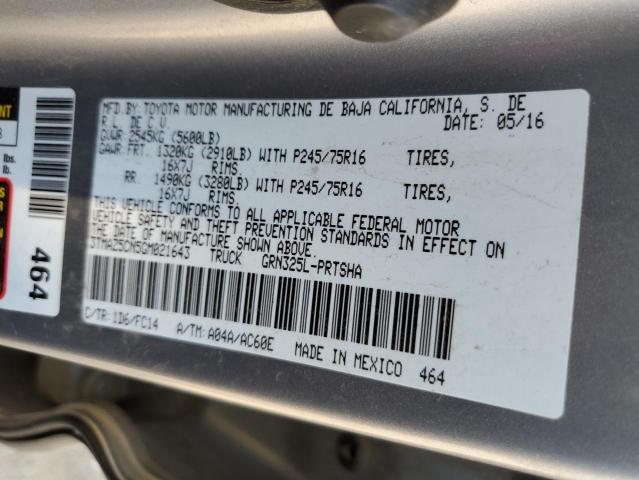 MFD.BY:TOYOTA MOTOR MANUFACTURING DE BAJA CALIFORNIA, S. DE
R.L. DE C.V. DATE: 05/16
GVWR 2545KG (5600LB)
GAWR:FRT. 1320KG (2910LB) WITH P245/75R16 TIRES,
16X7J RIMS.
RR. 1490KG (3280LB) WITH P245/75R16 TIRES,
16X7J RIMS.
THIS VEHICLE CONFORMS TO ALL APPLICABLE FEDERAL MOTOR
VEHICLE SAFETY AND THEFT PREVENTION STANDARDS IN EFFECT ON
THE DATE OF MANUFACTURE SHOWN ABOVE.
3TMAZ5CN5GM021643 TRUCK GRN325L-PRTSHA
C/TR:1D6/FC14 A/TM:A04A/AC60E MADE IN MEXICO 464
464
lbs.
lb.